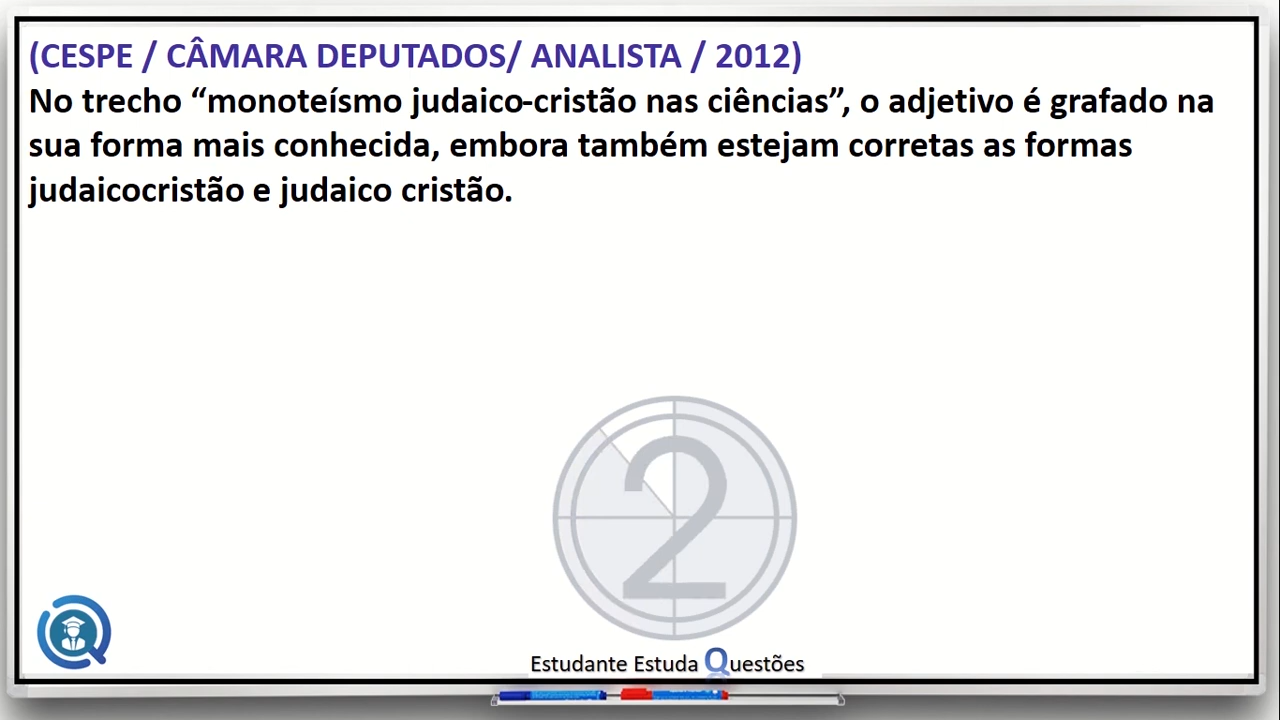 (CESPE / CÂMARA DEPUTADOS/ ANALISTA / 2012)
No trecho “monoteísmo judaico-cristão nas ciências”, o adjetivo é grafado na
sua forma mais conhecida, embora também estejam corretas as formas
judaicocristão e judaico cristão.
2
Estudante Estuda Questões